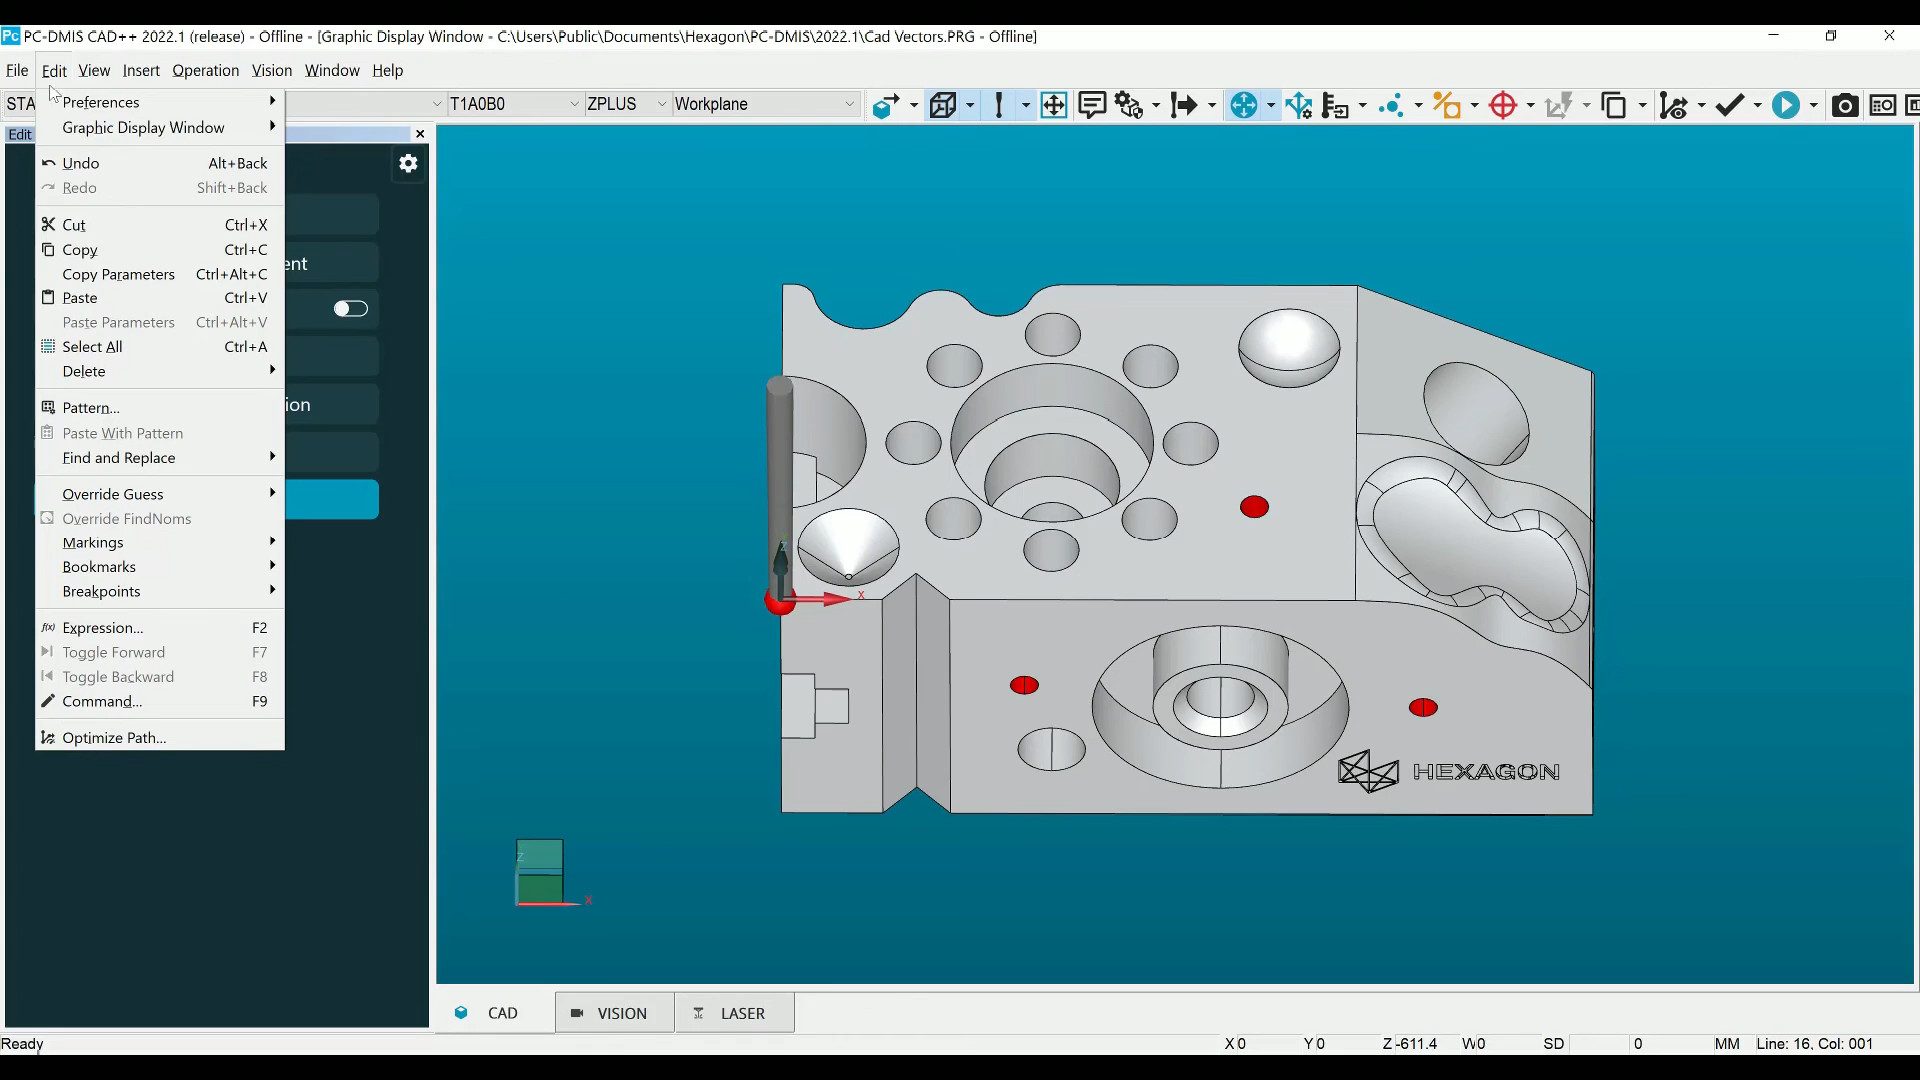 PC-DMIS CAD++ 2022.1 (release) - Offline - [Graphic Display Window - C:\Users\Public\Documents\Hexagon\PC-DMIS\2022.1\Cad Vectors.PRG - Offline]
File Edit View Insert Operation Vision Window Help
STA T1A0B0 ZPLUS Workplane
Edit
Preferences
Graphic Display Window
Undo Alt+Back
Redo Shift+Back
Cut Ctrl+X
Copy Ctrl+C
Copy Parameters Ctrl+Alt+C
Paste Ctrl+V
Paste Parameters Ctrl+Alt+V
Select All Ctrl+A
Delete
Pattern...
Paste With Pattern
Find and Replace
Override Guess
Override FindNoms
Markings
Bookmarks
Breakpoints
Expression... F2
Toggle Forward F7
Toggle Backward F8
Command... F9
Optimize Path...
ent
ion
Z
X
HEXAGON
Z
X
CAD VISION LASER
Ready X 0 Y 0 Z -611.4 W 0 SD 0 MM Line: 16, Col: 001